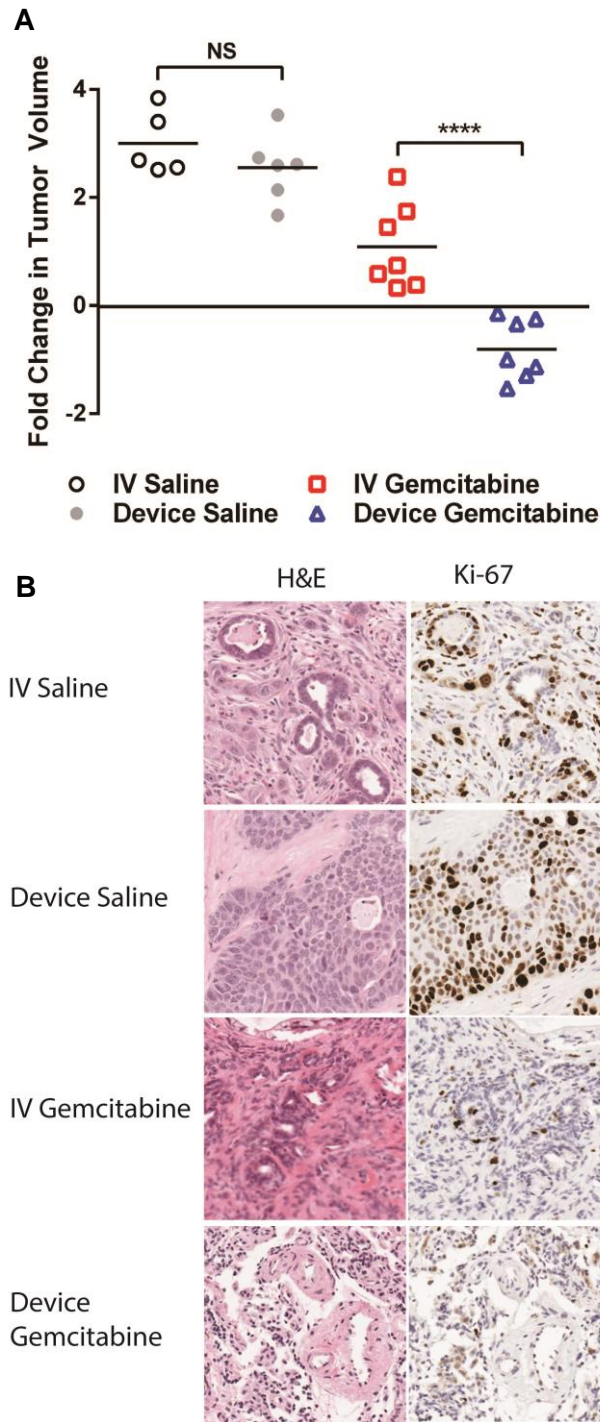 A
NS
****
4
2
0
-2
Fold Change in Tumor Volume
IV Saline
IV Gemcitabine
Device Saline
Device Gemcitabine
B
H&E
Ki-67
IV Saline
Device Saline
IV Gemcitabine
Device
Gemcitabine